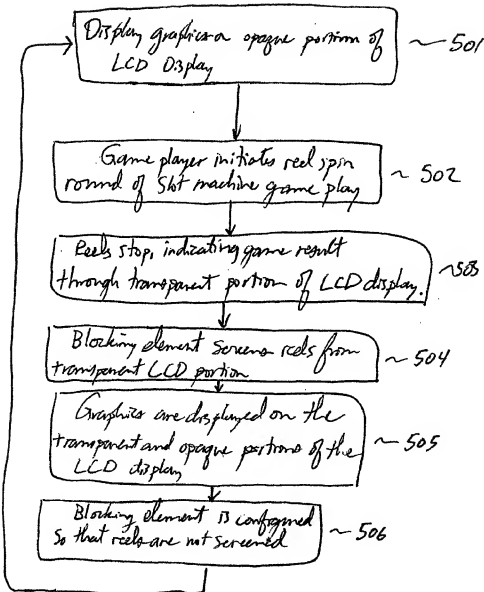 Display graphics on opaque portion of
LCD Display
~ 501
Game player initiates reel spin
round of slot machine game play
~ 502
Reels stop, indicating game result
through transparent portion of LCD display.
~ 503
Blocking element screens reels from
transparent LCD portion
~ 504
Graphics are displayed on the
transparent and opaque portions of the
LCD display
~ 505
Blocking element is configured
so that reels are not screened
~ 506